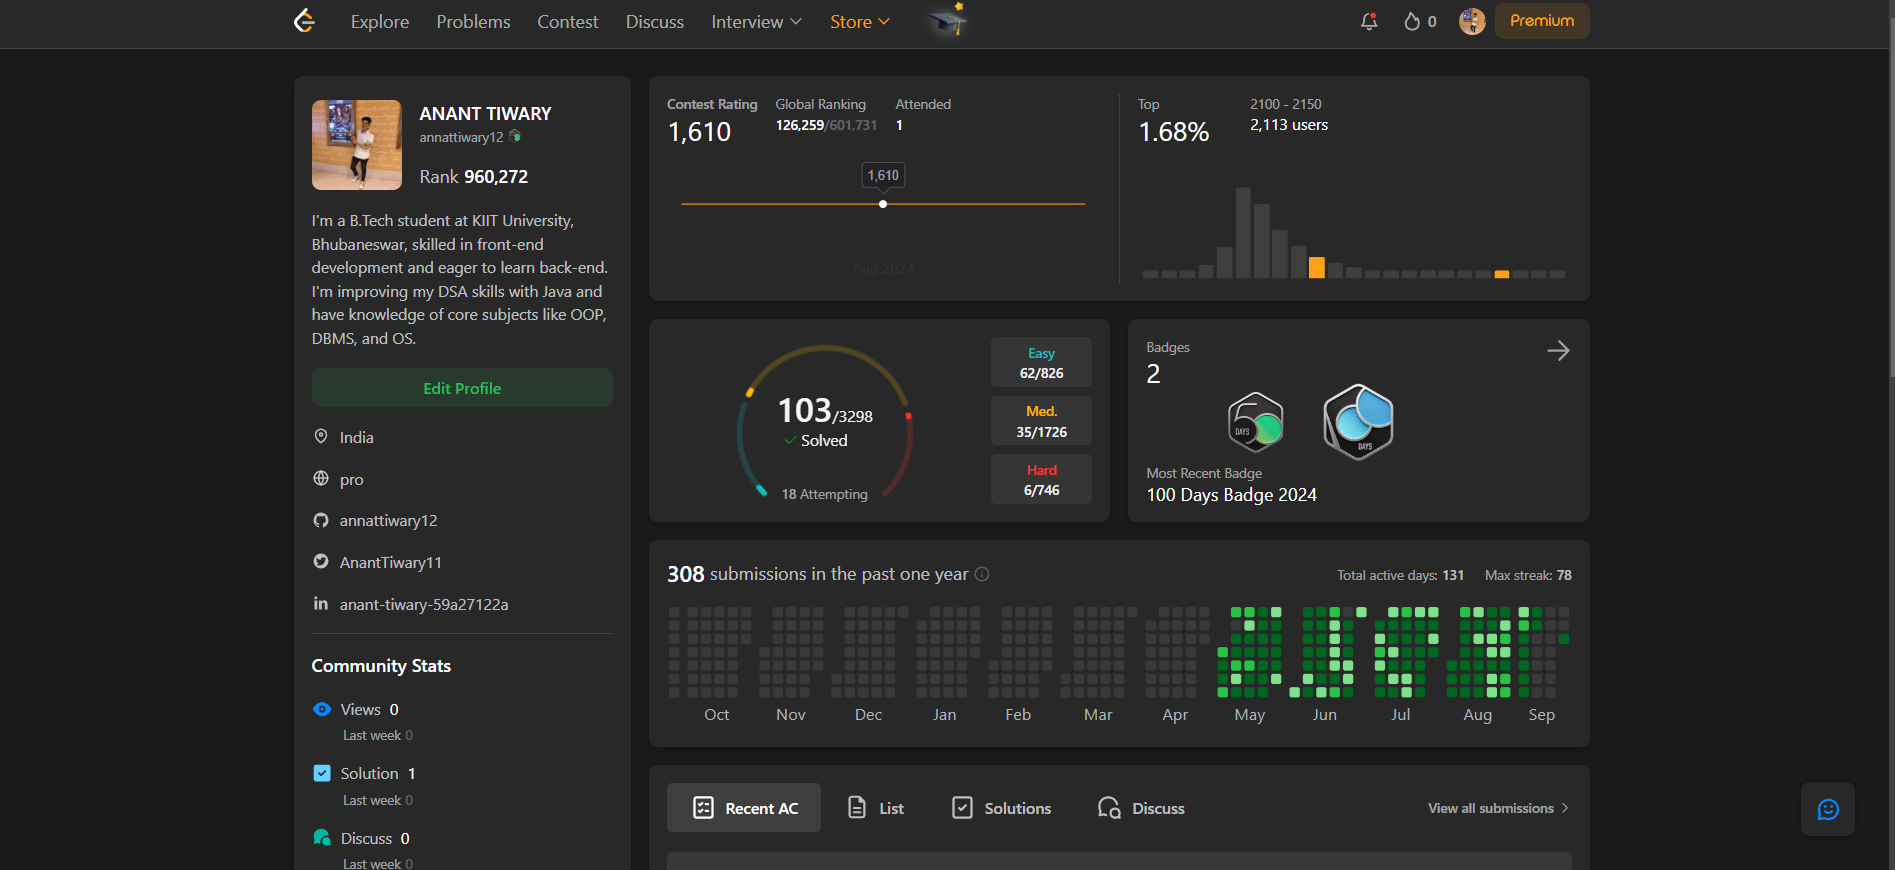 Explore Problems Contest Discuss Interview Store 0 Premium
ANANT TIWARY
annattiwary12
Rank 960,272
I'm a B.Tech student at KIIT University,
Bhubaneswar, skilled in front-end
development and eager to learn back-end.
I'm improving my DSA skills with Java and
have knowledge of core subjects like OOP,
DBMS, and OS.
Edit Profile
India
pro
annattiwary12
AnantTiwary11
anant-tiwary-59a27122a
Community Stats
Views 0
Last week 0
Solution 1
Last week 0
Discuss 0
Last week 0
Contest Rating
1,610
Global Ranking
126,259/601,731
Attended
1
1,610
Aug 2024
Top
1.68%
2100 - 2150
2,113 users
103/3298
Solved
18 Attempting
Easy
62/826
Med.
35/1726
Hard
6/746
Badges
2
50
DAYS
DAYS
Most Recent Badge
100 Days Badge 2024
308 submissions in the past one year
Total active days: 131 Max streak: 78
Oct Nov Dec Jan Feb Mar Apr May Jun Jul Aug Sep
Recent AC List Solutions Discuss View all submissions